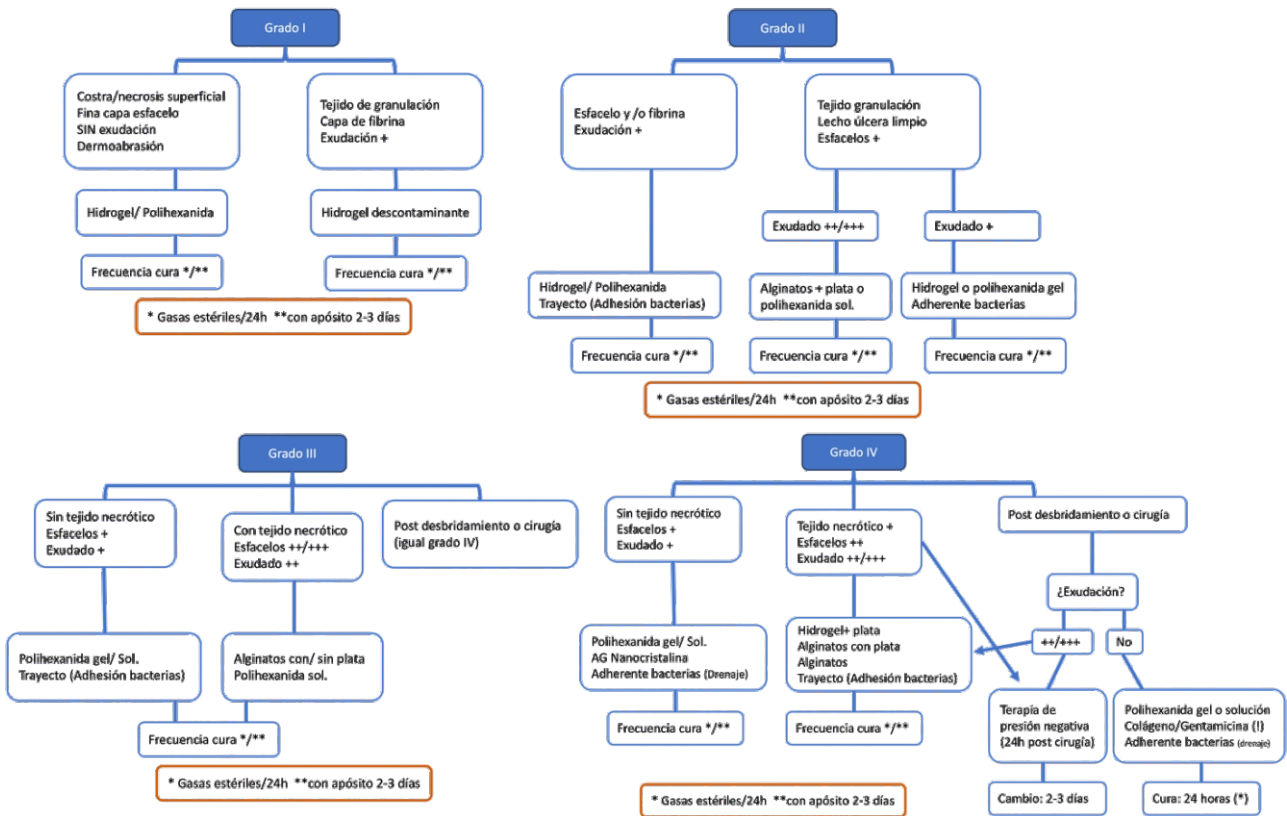 Grado I
Costra/necrosis superficial
Fina capa esfacelo
SIN exudación
Dermoabrasión
Tejido de granulación
Capa de fibrina
Exudación +
Hidrogel/ Polihexanida
Hidrogel descontaminante
Frecuencia cura */**
Frecuencia cura */**
* Gasas estériles/24h **con apósito 2-3 días
Grado II
Esfacelo y /o fibrina
Exudación +
Tejido granulación
Lecho úlcera limpio
Esfacelos +
Exudado ++/+++
Exudado +
Hidrogel/ Polihexanida
Trayecto (Adhesión bacterias)
Alginatos + plata o
polihexanida sol.
Hidrogel o polihexanida gel
Adherente bacterias
Frecuencia cura */**
Frecuencia cura */**
Frecuencia cura */**
* Gasas estériles/24h **con apósito 2-3 días
Grado III
Sin tejido necrótico
Esfacelos +
Exudado +
Con tejido necrótico
Esfacelos ++/+++
Exudado ++
Post desbridamiento o cirugía
(igual grado IV)
Polihexanida gel/ Sol.
Trayecto (Adhesión bacterias)
Alginatos con/ sin plata
Polihexanida sol.
Frecuencia cura */**
* Gasas estériles/24h **con apósito 2-3 días
Grado IV
Sin tejido necrótico
Esfacelos +
Exudado +
Tejido necrótico +
Esfacelos ++
Exudado ++/+++
Post desbridamiento o cirugía
¿Exudación?
++/+++
No
Polihexanida gel/ Sol.
AG Nanocristalina
Adherente bacterias (Drenaje)
Hidrogel+ plata
Alginatos con plata
Alginatos
Trayecto (Adhesión bacterias)
Terapia de
presión negativa
(24h post cirugía)
Polihexanida gel o solución
Colágeno/Gentamicina (!)
Adherente bacterias (drenaje)
Frecuencia cura */**
Frecuencia cura */**
Cambio: 2-3 días
Cura: 24 horas (*)
* Gasas estériles/24h **con apósito 2-3 días